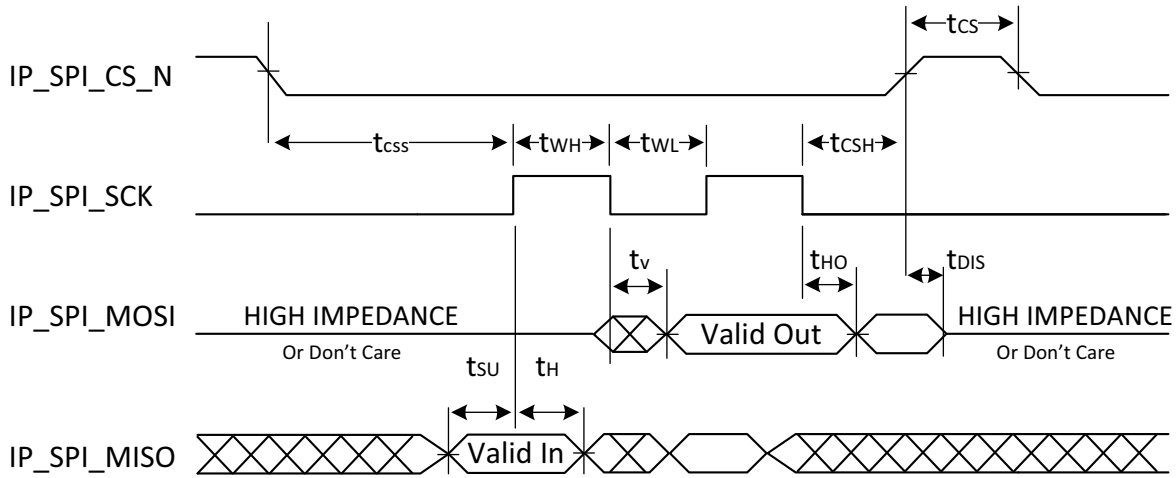 tCS
IP_SPI_CS_N
tcss
tWH
tWL
tCSH
IP_SPI_SCK
tv
tHO
tDIS
IP_SPI_MOSI
HIGH IMPEDANCE
Or Don't Care
Valid Out
HIGH IMPEDANCE
Or Don't Care
tSU
tH
IP_SPI_MISO
Valid In